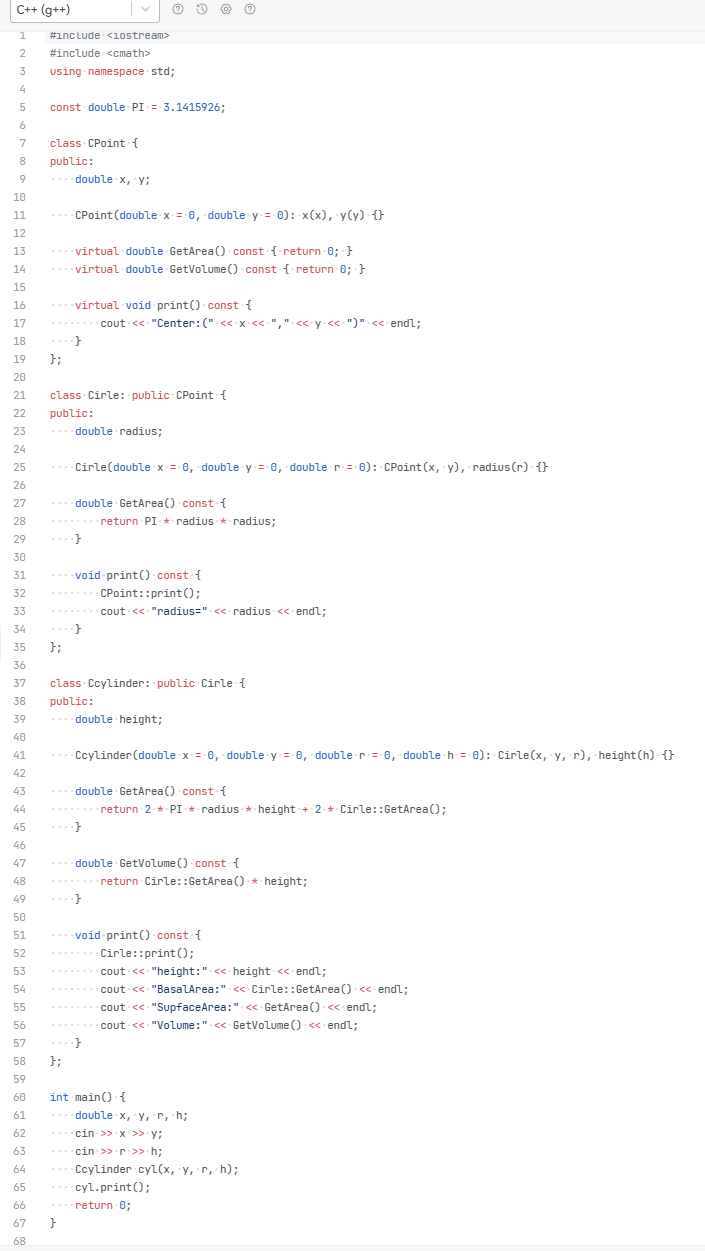 C++ (g++)
1 #include <iostream>
2 #include <cmath>
3 using namespace std;
4
5 const double PI = 3.1415926;
6
7 class CPoint {
8 public:
9     double x, y;
10
11     CPoint(double x = 0, double y = 0): x(x), y(y) {}
12
13     virtual double GetArea() const { return 0; }
14     virtual double GetVolume() const { return 0; }
15
16     virtual void print() const {
17         cout << "Center:(" << x << "," << y << ")" << endl;
18     }
19 };
20
21 class Cirle: public CPoint {
22 public:
23     double radius;
24
25     Cirle(double x = 0, double y = 0, double r = 0): CPoint(x, y), radius(r) {}
26
27     double GetArea() const {
28         return PI * radius * radius;
29     }
30
31     void print() const {
32         CPoint::print();
33         cout << "radius=" << radius << endl;
34     }
35 };
36
37 class Ccylinder: public Cirle {
38 public:
39     double height;
40
41     Ccylinder(double x = 0, double y = 0, double r = 0, double h = 0): Cirle(x, y, r), height(h) {}
42
43     double GetArea() const {
44         return 2 * PI * radius * height + 2 * Cirle::GetArea();
45     }
46
47     double GetVolume() const {
48         return Cirle::GetArea() * height;
49     }
50
51     void print() const {
52         Cirle::print();
53         cout << "height:" << height << endl;
54         cout << "BasalArea:" << Cirle::GetArea() << endl;
55         cout << "SupfaceArea:" << GetArea() << endl;
56         cout << "Volume:" << GetVolume() << endl;
57     }
58 };
59
60 int main() {
61     double x, y, r, h;
62     cin >> x >> y;
63     cin >> r >> h;
64     Ccylinder cyl(x, y, r, h);
65     cyl.print();
66     return 0;
67 }
68